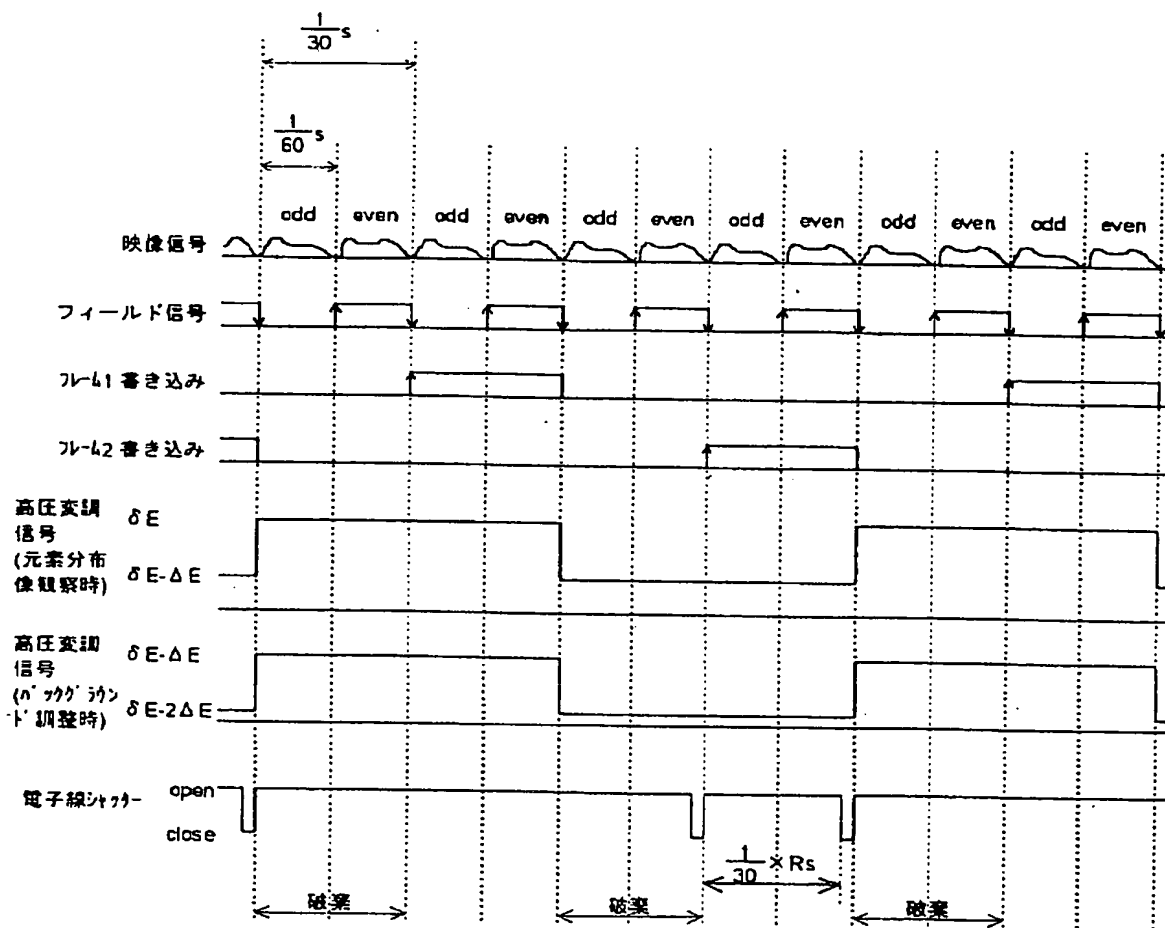 1/30 s
1/60 s
odd even odd even odd even odd even odd even odd even
映像信号
フィールド信号
フレーム1 書き込み
フレーム2 書き込み
高圧変調
信号
(元素分布
像観察時)
δE
δE-ΔE
高圧変調
信号
(バックグラウン
ド調整時)
δE-ΔE
δE-2ΔE
電子線シャッター
open
close
1/30 × Rs
破棄 破棄 破棄